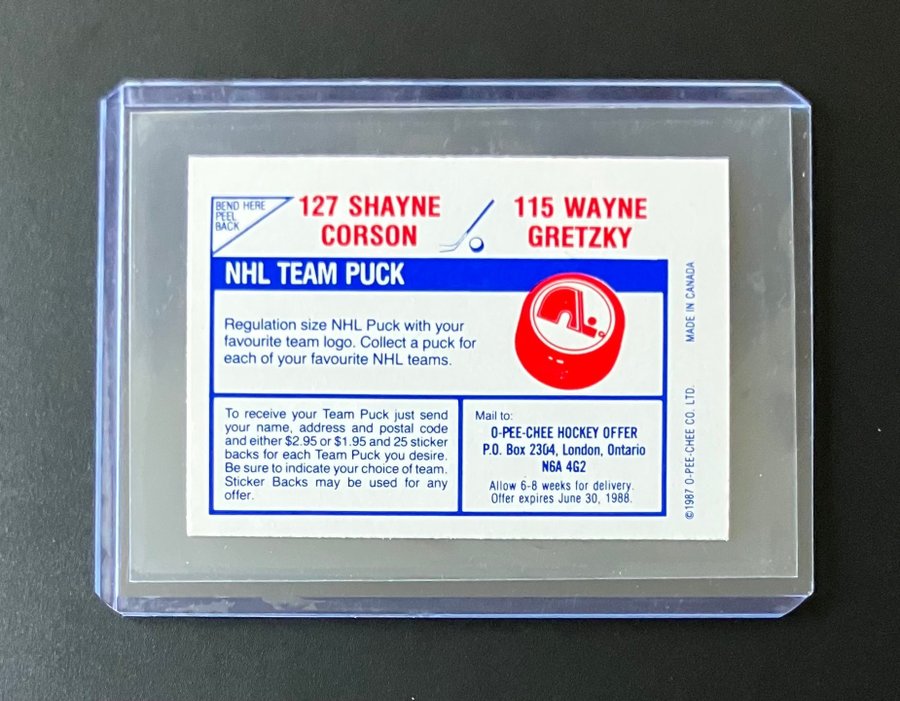 BEND HERE
PEEL
BACK
127 SHAYNE
CORSON
115 WAYNE
GRETZKY
NHL TEAM PUCK
Regulation size NHL Puck with your
favourite team logo. Collect a puck for
each of your favourite NHL teams.
To receive your Team Puck just send
your name, address and postal code
and either $2.95 or $1.95 and 25 sticker
backs for each Team Puck you desire.
Be sure to indicate your choice of team.
Sticker Backs may be used for any
offer.
Mail to:
O-PEE-CHEE HOCKEY OFFER
P.O. Box 2304, London, Ontario
N6A 4G2
Allow 6-8 weeks for delivery.
Offer expires June 30, 1988.
©1987 O-PEE-CHEE CO. LTD. MADE IN CANADA